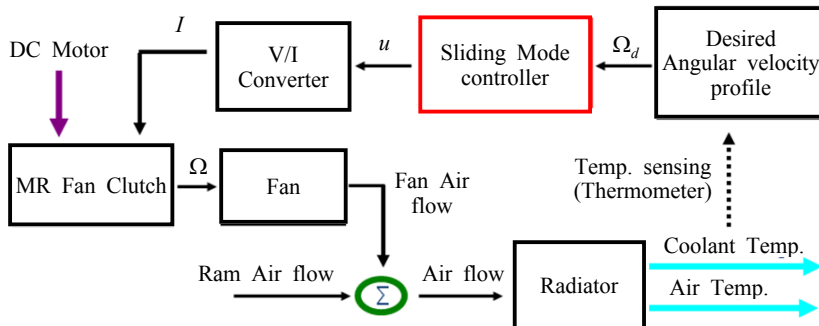 DC Motor
I
V/I
Converter
u
Sliding Mode
controller
Ω_d
Desired
Angular velocity
profile
MR Fan Clutch
Ω
Fan
Fan Air
flow
Temp. sensing
(Thermometer)
Ram Air flow
Σ
Air flow
Radiator
Coolant Temp.
Air Temp.